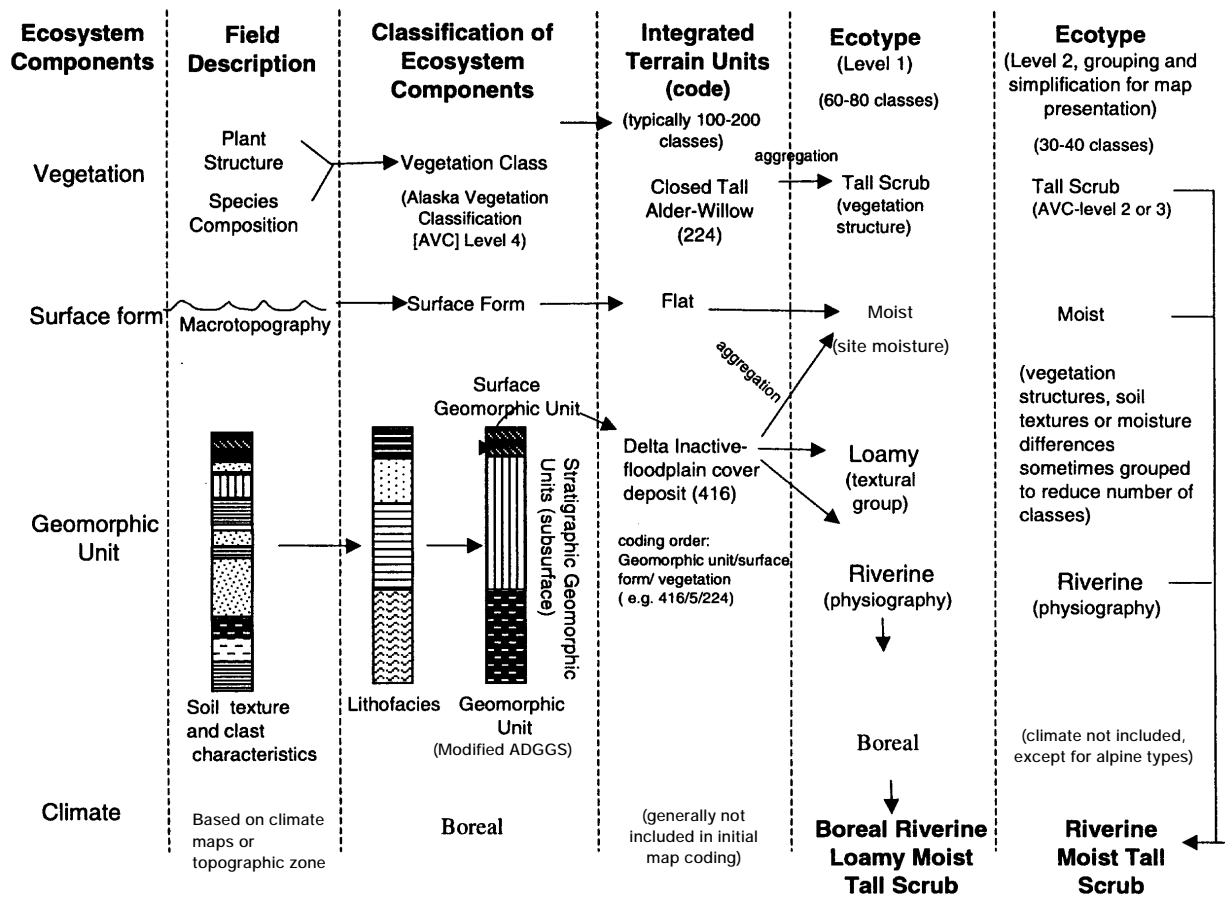 Ecosystem
Components
Field
Description
Classification of
Ecosystem
Components
Integrated
Terrain Units
(code)
(typically 100-200
classes)
Ecotype
(Level 1)
(60-80 classes)
Ecotype
(Level 2, grouping and
simplification for map
presentation)
(30-40 classes)
Vegetation
Plant
Structure
Species
Composition
Vegetation Class
(Alaska Vegetation
Classification
[AVC] Level 4)
Closed Tall
Alder-Willow
(224)
aggregation
Tall Scrub
(vegetation
structure)
Tall Scrub
(AVC-level 2 or 3)
Surface form
Macrotopography
Surface Form
Flat
Moist
(site moisture)
Moist
aggregation
Geomorphic
Unit
Soil texture
and clast
characteristics
Lithofacies
Surface
Geomorphic Unit
Stratigraphic Geomorphic
Units (subsurface)
Geomorphic
Unit
(Modified ADGGS)
Delta Inactive-
floodplain cover
deposit (416)
coding order:
Geomorphic unit/surface
form/ vegetation
( e.g. 416/5/224)
Loamy
(textural
group)
Riverine
(physiography)
(vegetation
structures, soil
textures or moisture
differences
sometimes grouped
to reduce number of
classes)
Riverine
(physiography)
Climate
Based on climate
maps or
topographic zone
Boreal
(generally not
included in initial
map coding)
Boreal
(climate not included,
except for alpine types)
Boreal Riverine
Loamy Moist
Tall Scrub
Riverine
Moist Tall
Scrub